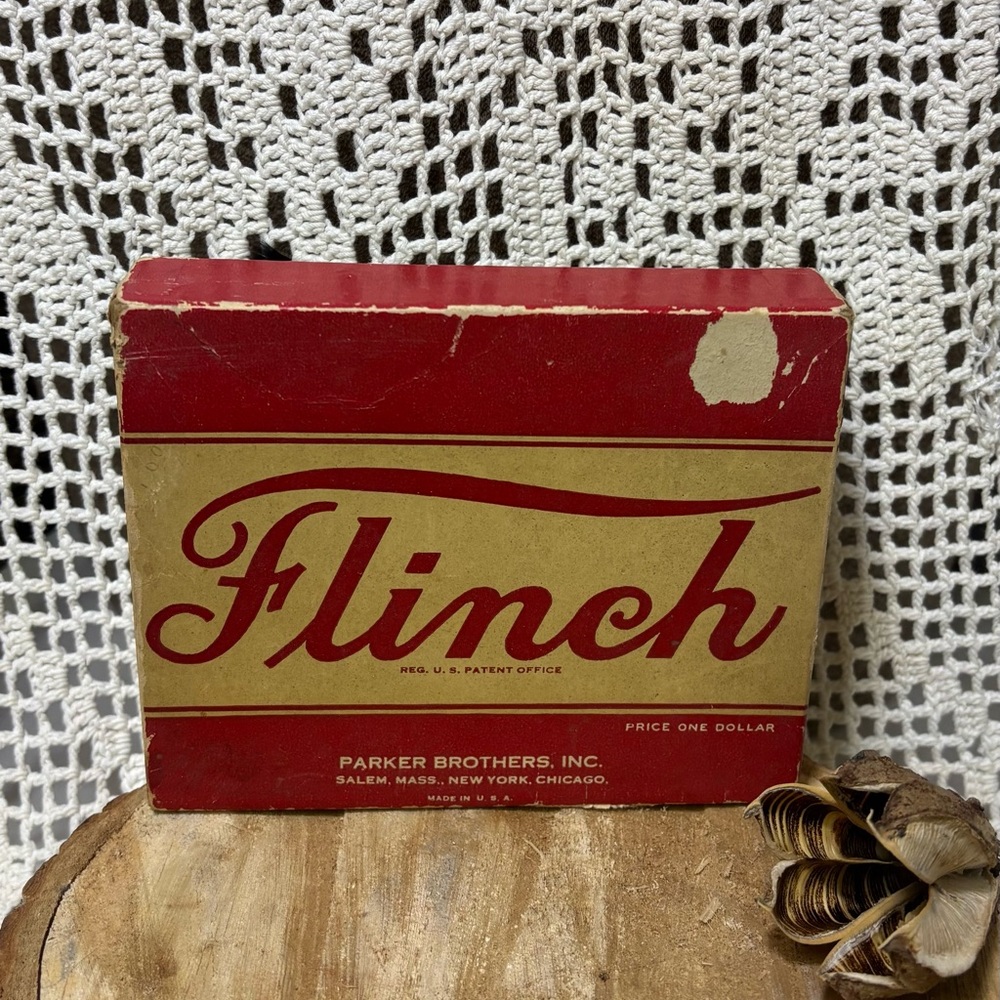 Flinch
REG. U. S. PATENT OFFICE
PRICE ONE DOLLAR
PARKER BROTHERS, INC.
SALEM, MASS., NEW YORK, CHICAGO,
MADE IN U. S. A.